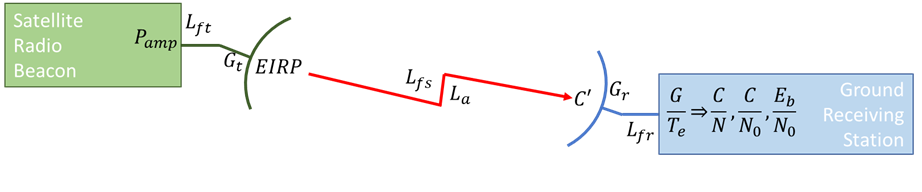 Satellite
Radio
Beacon
P_amp
L_ft
G_t
EIRP
L_fs
L_a
C'
G_r
L_fr
G/T_e ⇒ C/N, C/N_0, E_b/N_0
Ground
Receiving
Station